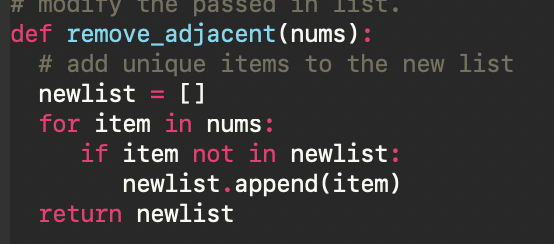 # modify the passed in list.
def remove_adjacent(nums):
  # add unique items to the new list
  newlist = []
  for item in nums:
     if item not in newlist:
        newlist.append(item)
  return newlist